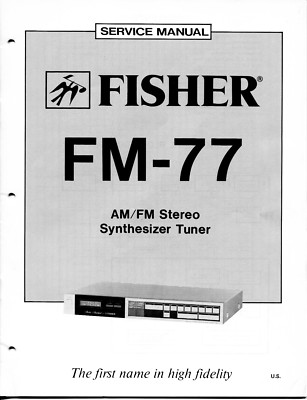 SERVICE MANUAL
FISHER®
FM-77
AM/FM Stereo
Synthesizer Tuner
The first name in high fidelity
U.S.